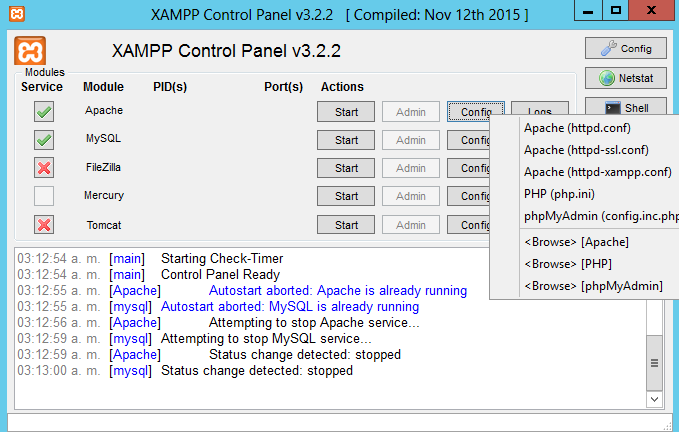 XAMPP Control Panel v3.2.2 [ Compiled: Nov 12th 2015 ]
XAMPP Control Panel v3.2.2
Config
Modules
Service Module PID(s) Port(s) Actions
Netstat
Apache Start Admin Config Logs
Shell
MySQL Start Admin Config
FileZilla Start Admin Config
Mercury Start Admin Config
Tomcat Start Admin Config
Apache (httpd.conf)
Apache (httpd-ssl.conf)
Apache (httpd-xampp.conf)
PHP (php.ini)
phpMyAdmin (config.inc.php
<Browse> [Apache]
<Browse> [PHP]
<Browse> [phpMyAdmin]
03:12:54 a. m. [main] Starting Check-Timer
03:12:54 a. m. [main] Control Panel Ready
03:12:55 a. m. [Apache] Autostart aborted: Apache is already running
03:12:55 a. m. [mysql] Autostart aborted: MySQL is already running
03:12:56 a. m. [Apache] Attempting to stop Apache service...
03:12:59 a. m. [mysql] Attempting to stop MySQL service...
03:12:59 a. m. [Apache] Status change detected: stopped
03:13:00 a. m. [mysql] Status change detected: stopped